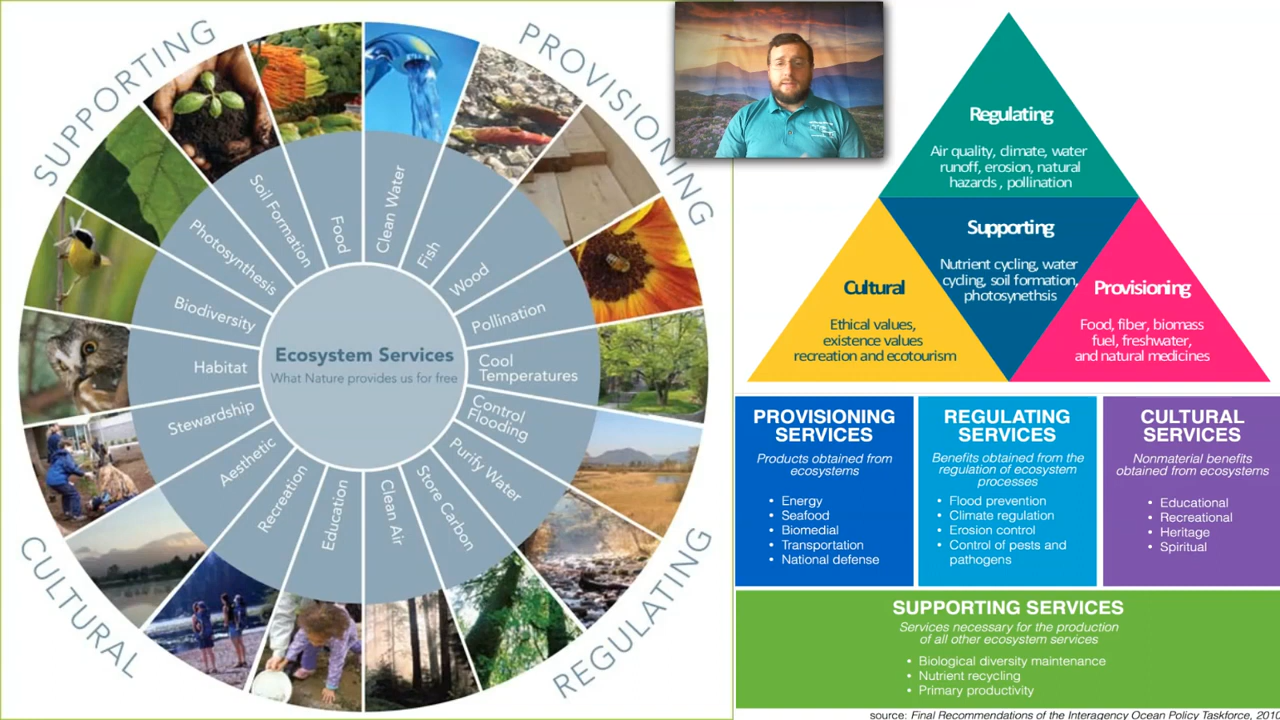 SUPPORTING
PROVISIONING
REGULATING
CULTURAL
Food
Clean Water
Fish
Wood
Pollination
Cool
Temperatures
Control
Flooding
Purify Water
Store Carbon
Clean Air
Education
Recreation
Aesthetic
Stewardship
Habitat
Biodiversity
Photosynthesis
Soil Formation
Ecosystem Services
What Nature provides us for free
Regulating
Air quality, climate, water
runoff, erosion, natural
hazards , pollination
Supporting
Nutrient cycling, water
cycling, soil formation,
photosynethsis
Cultural
Ethical values,
existence values
recreation and ecotourism
Provisioning
Food, fiber, biomass
fuel, freshwater,
and natural medicines
PROVISIONING
SERVICES
Products obtained from
ecosystems
• Energy
• Seafood
• Biomedial
• Transportation
• National defense
REGULATING
SERVICES
Benefits obtained from the
regulation of ecosystem
processes
• Flood prevention
• Climate regulation
• Erosion control
• Control of pests and
pathogens
CULTURAL
SERVICES
Nonmaterial benefits
obtained from ecosystems
• Educational
• Recreational
• Heritage
• Spiritual
SUPPORTING SERVICES
Services necessary for the production
of all other ecosystem services
• Biological diversity maintenance
• Nutrient recycling
• Primary productivity
source: Final Recommendations of the Interagency Ocean Policy Taskforce, 2010